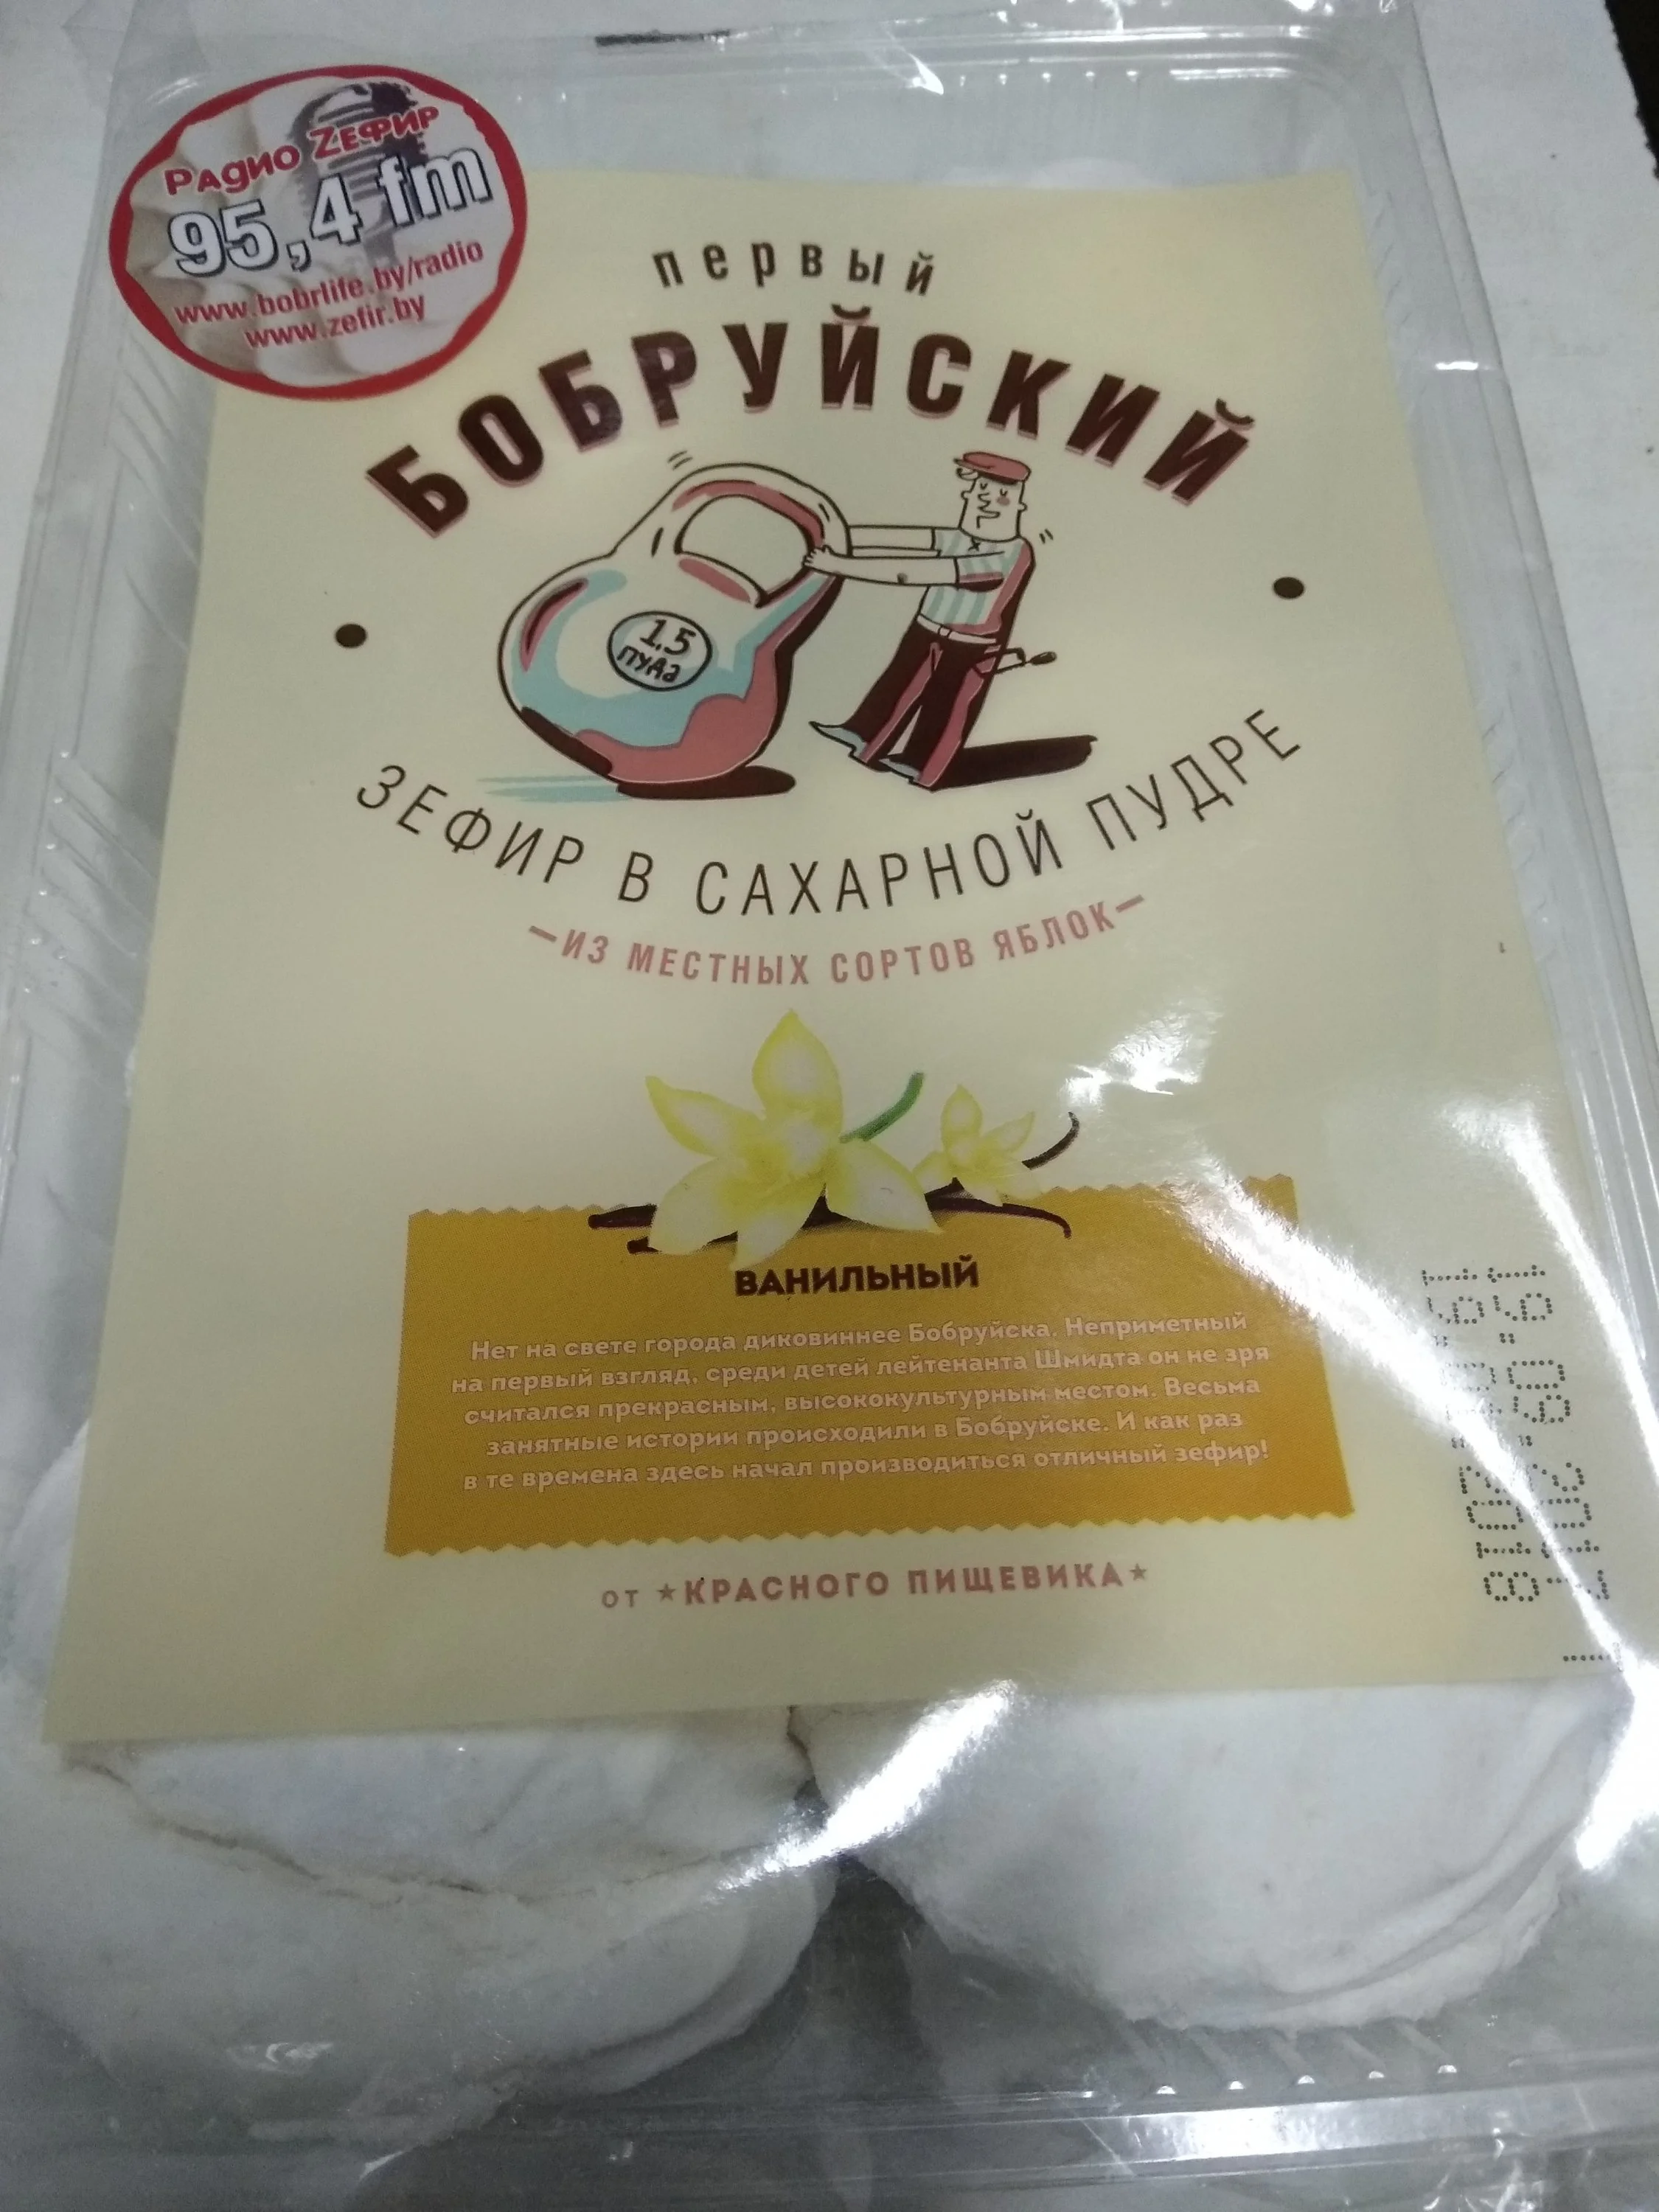 Радио Zефир
95,4 fm
www.bobrlife.by/radio
www.zefir.by
первый
БОБРУЙСКИЙ
1,5
пуда
ЗЕФИР В САХАРНОЙ ПУДРЕ
—ИЗ МЕСТНЫХ СОРТОВ ЯБЛОК—
ВАНИЛЬНЫЙ
Нет на свете города диковиннее Бобруйска. Неприметный
на первый взгляд, среди детей лейтенанта Шмидта он не зря
считался прекрасным, высококультурным местом. Весьма
занятные истории происходили в Бобруйске. И как раз
в те времена здесь начал производиться отличный зефир!
от ★КРАСНОГО ПИЩЕВИКА★
19.09.2017